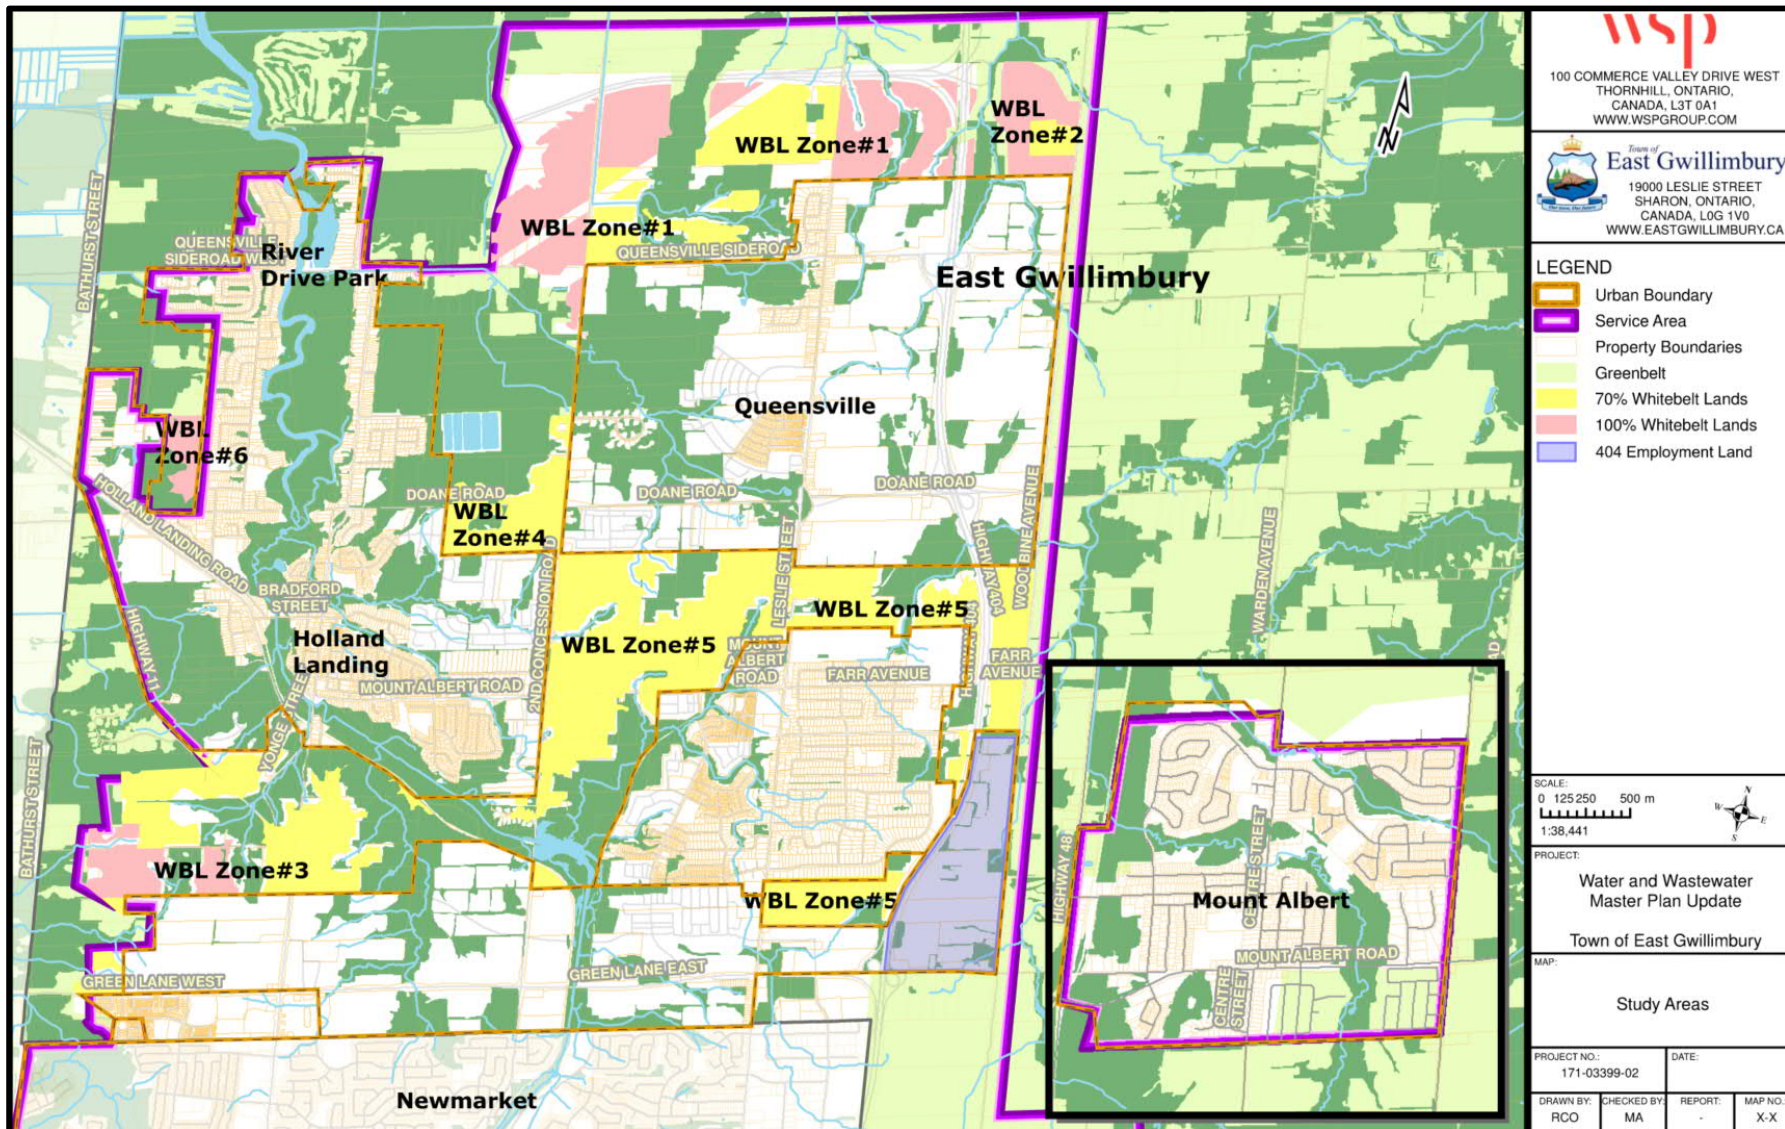 WSP
100 COMMERCE VALLEY DRIVE WEST
THORNHILL, ONTARIO,
CANADA, L3T 0A1
WWW.WSPGROUP.COM
Town of
East Gwillimbury
19000 LESLIE STREET
SHARON, ONTARIO,
CANADA, L0G 1V0
WWW.EASTGWILLIMBURY.CA
LEGEND
Urban Boundary
Service Area
Property Boundaries
Greenbelt
70% Whitebelt Lands
100% Whitebelt Lands
404 Employment Land
SCALE:
0 125 250 500 m
1:38,441
N
W
E
S
PROJECT:
Water and Wastewater
Master Plan Update
Town of East Gwillimbury
MAP:
Study Areas
PROJECT NO.:
171-03399-02
DATE:
DRAWN BY:
RCO
CHECKED BY:
MA
REPORT:
-
MAP NO.:
X-X
N
WBL
Zone#2
WBL Zone#1
WBL Zone#1
BATHURST STREET
QUEENSVILLE
SIDEROAD WEST
River
Drive Park
QUEENSVILLE SIDEROAD
East Gwillimbury
Queensville
WBL
Zone#6
HOLLAND LANDING ROAD
DOANE ROAD
DOANE ROAD
DOANE ROAD
WBL
Zone#4
2ND CONCESSION ROAD
LESLIE STREET
HIGHWAY 404
WOODBINE AVENUE
WARDEN AVENUE
BRADFORD
STREET
HIGHWAY 11
Holland
Landing
MOUNT ALBERT ROAD
YONGE STREET
WBL Zone#5
WBL Zone#5
MOUNT
ALBERT
ROAD
FARR AVENUE
HIGHWAY 404
FARR
AVENUE
BATHURST STREET
WBL Zone#3
WBL Zone#5
GREEN LANE WEST
GREEN LANE EAST
Newmarket
HIGHWAY 48
CENTRE STREET
Mount Albert
MOUNT ALBERT ROAD
CENTRE
STREET